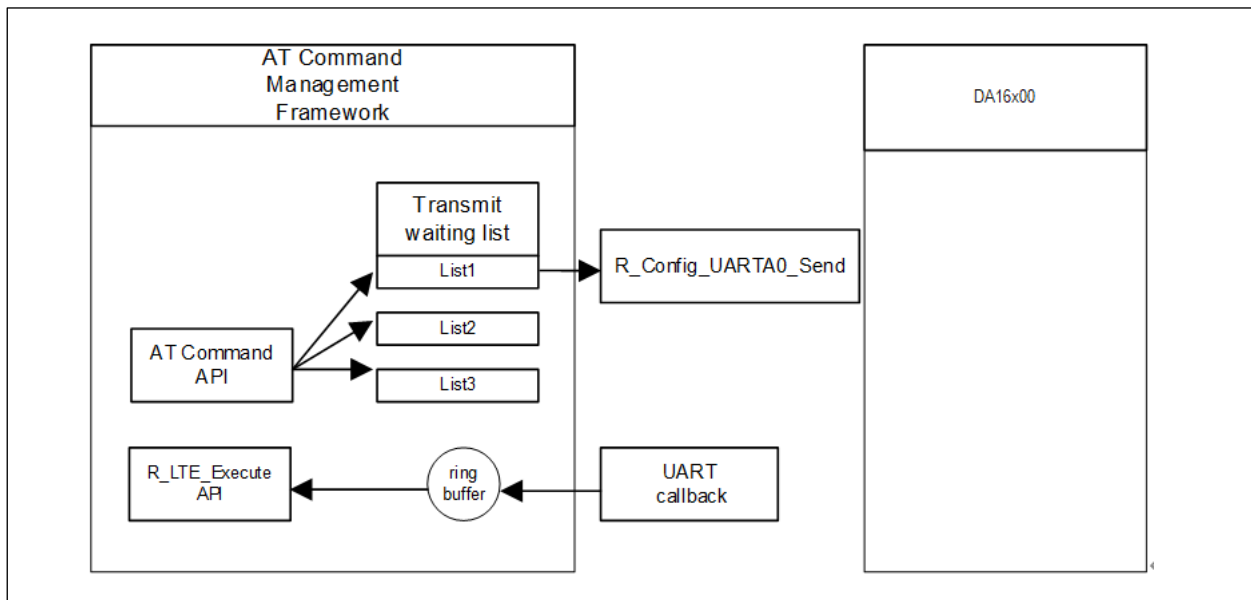 AT Command
Management
Framework
DA16x00
Transmit
waiting list
List1
R_Config_UARTA0_Send
List2
AT Command
API
List3
R_LTE_Execute
API
ring
buffer
UART
callback